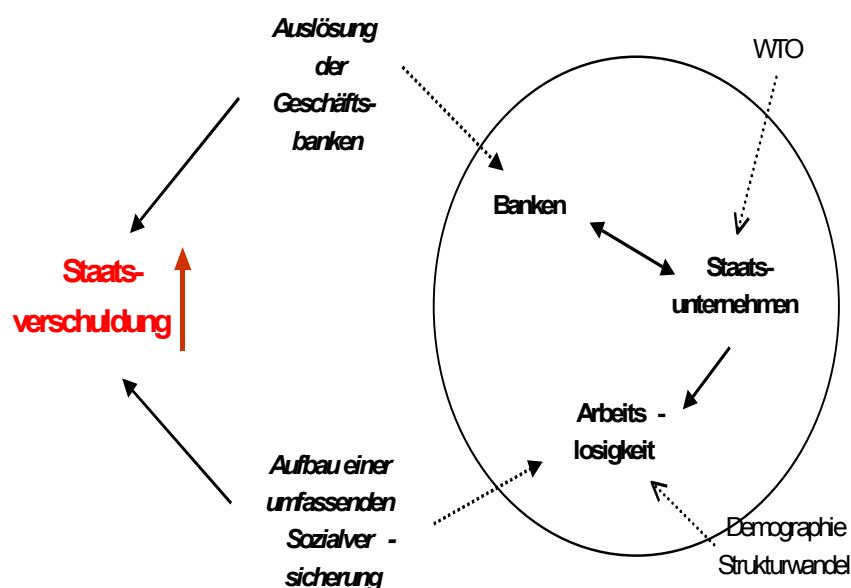 Auslösung
der
Geschäfts-
banken
WTO
Banken
Staats-
verschuldung
Staats-
unternehmen
Arbeits -
losigkeit
Aufbau einer
umfassenden
Sozialver -
sicherung
Demographie
Strukturwandel